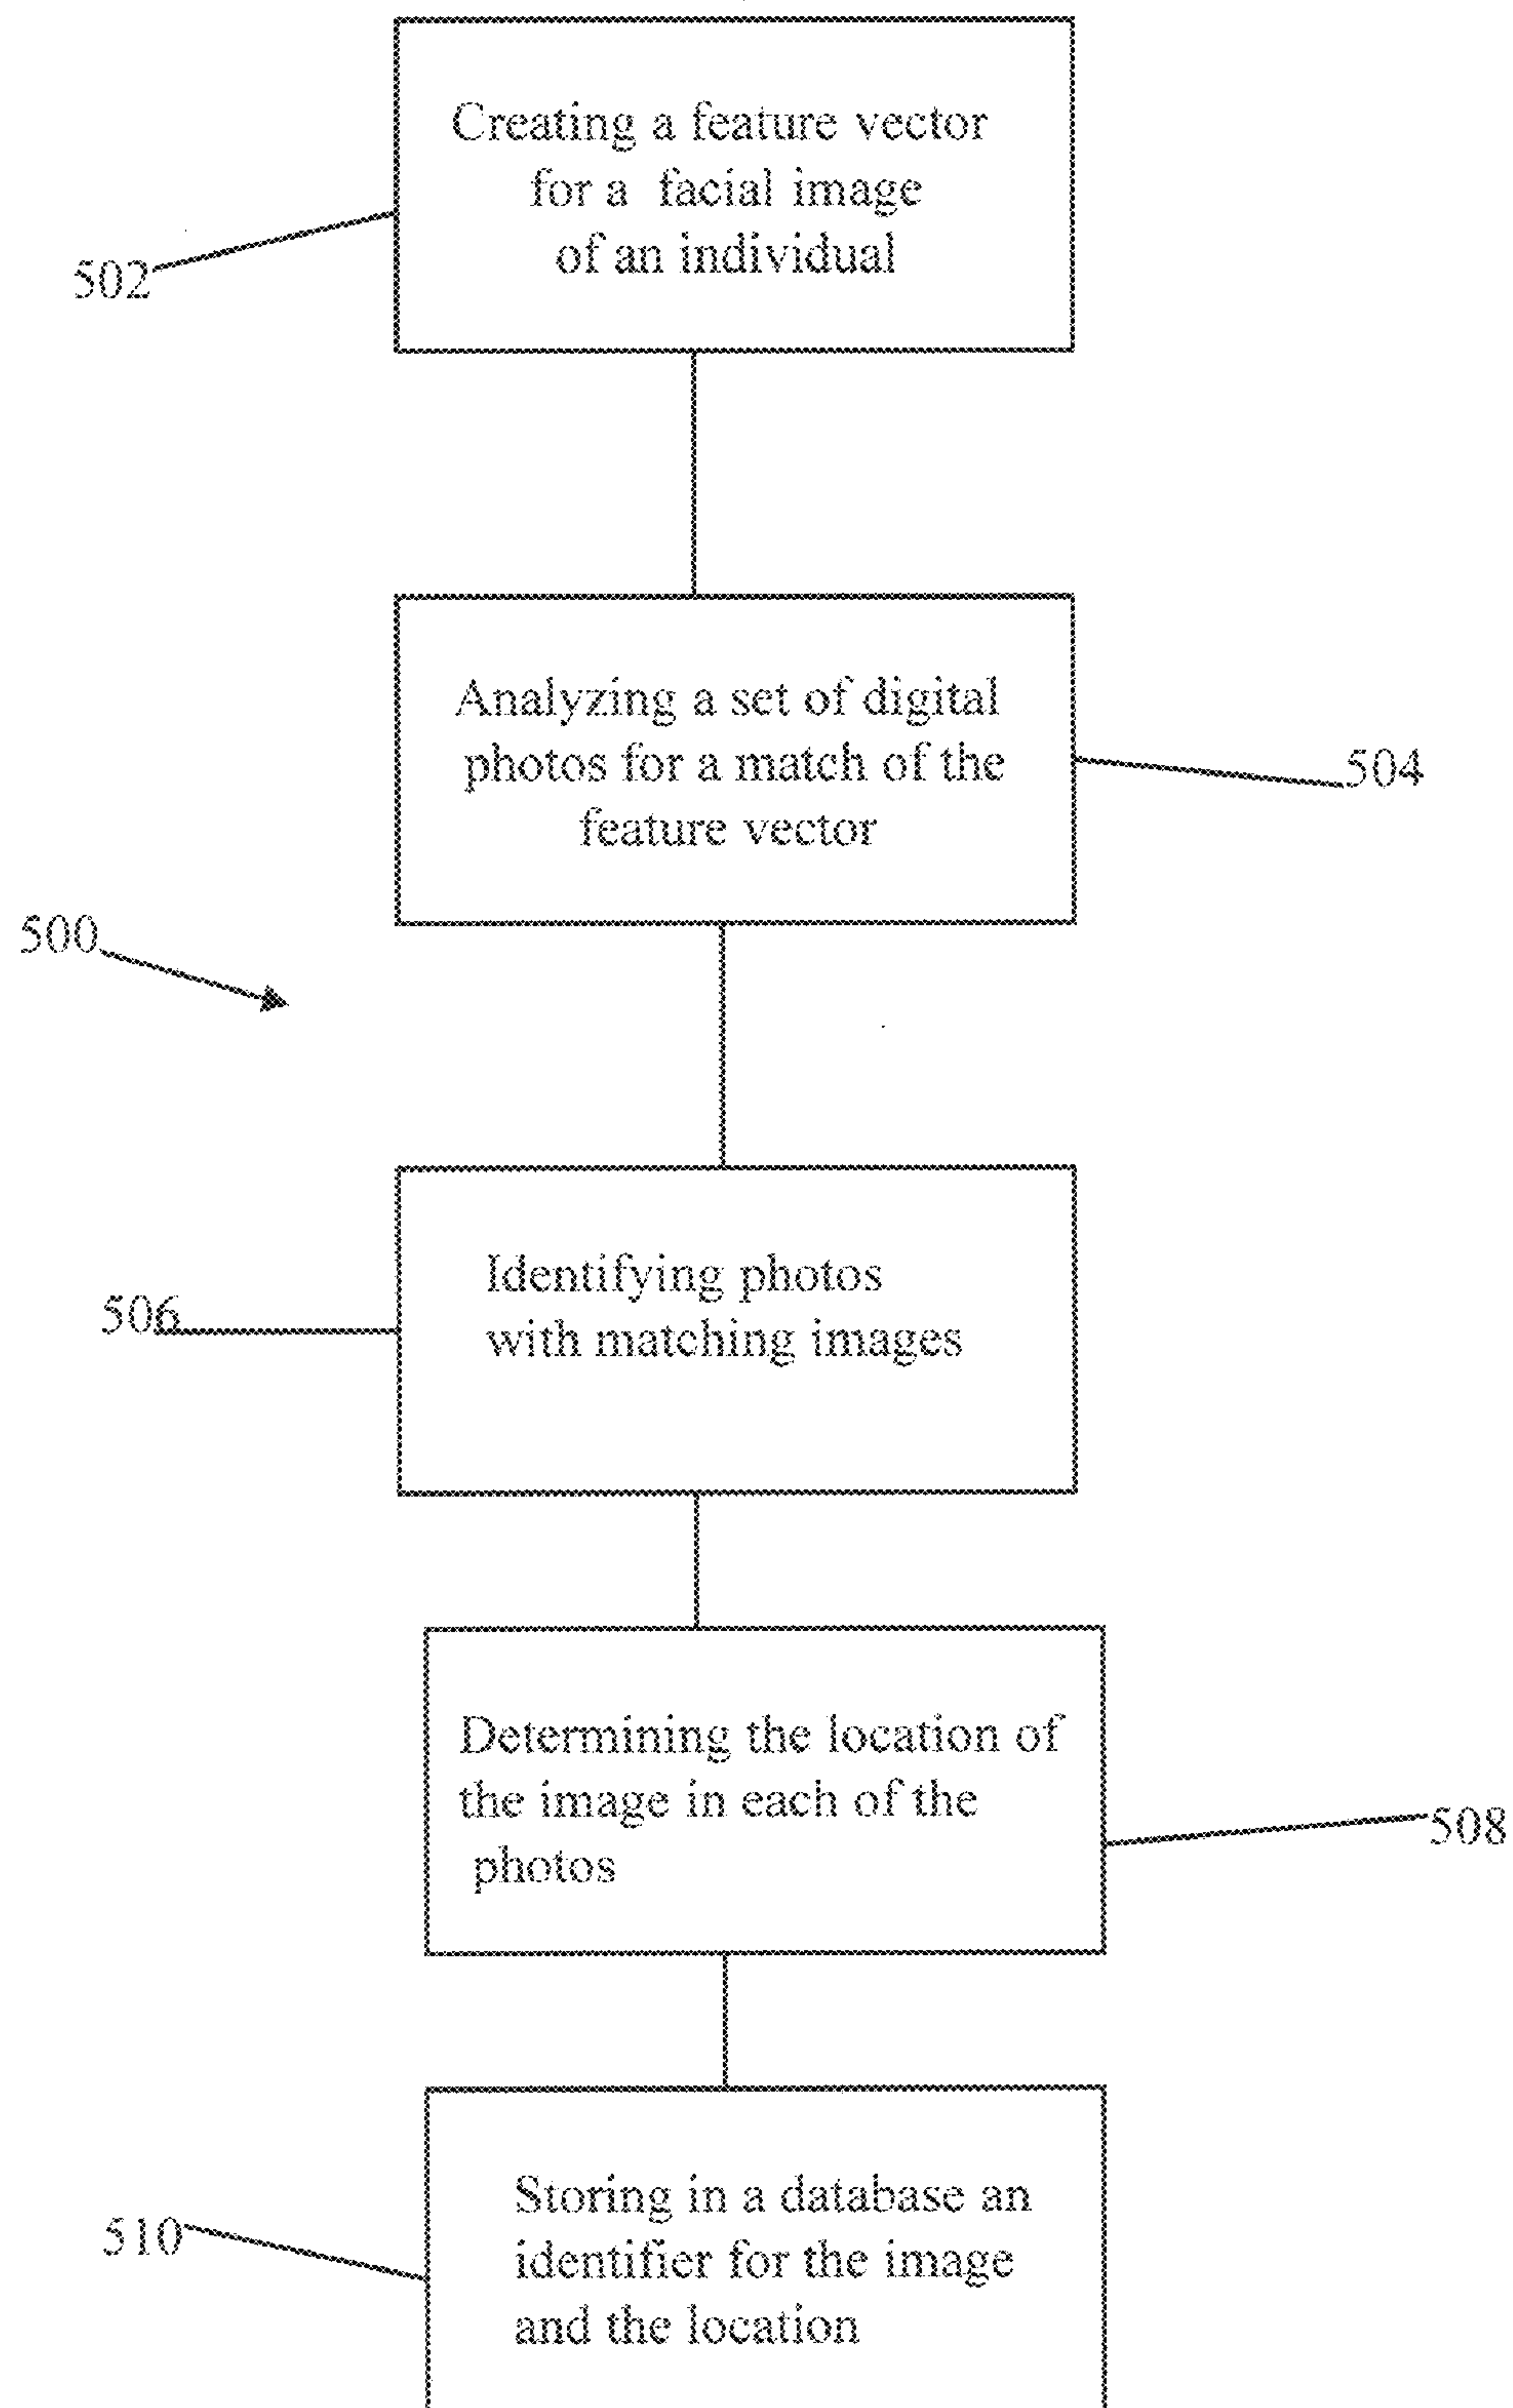 Creating a feature vector
for a facial image
of an individual
502
Analyzing a set of digital
photos for a match of the
feature vector
504
500
Identifying photos
with matching images
506
Determining the location of
the image in each of the
photos
508
Storing in a database an
identifier for the image
and the location
510